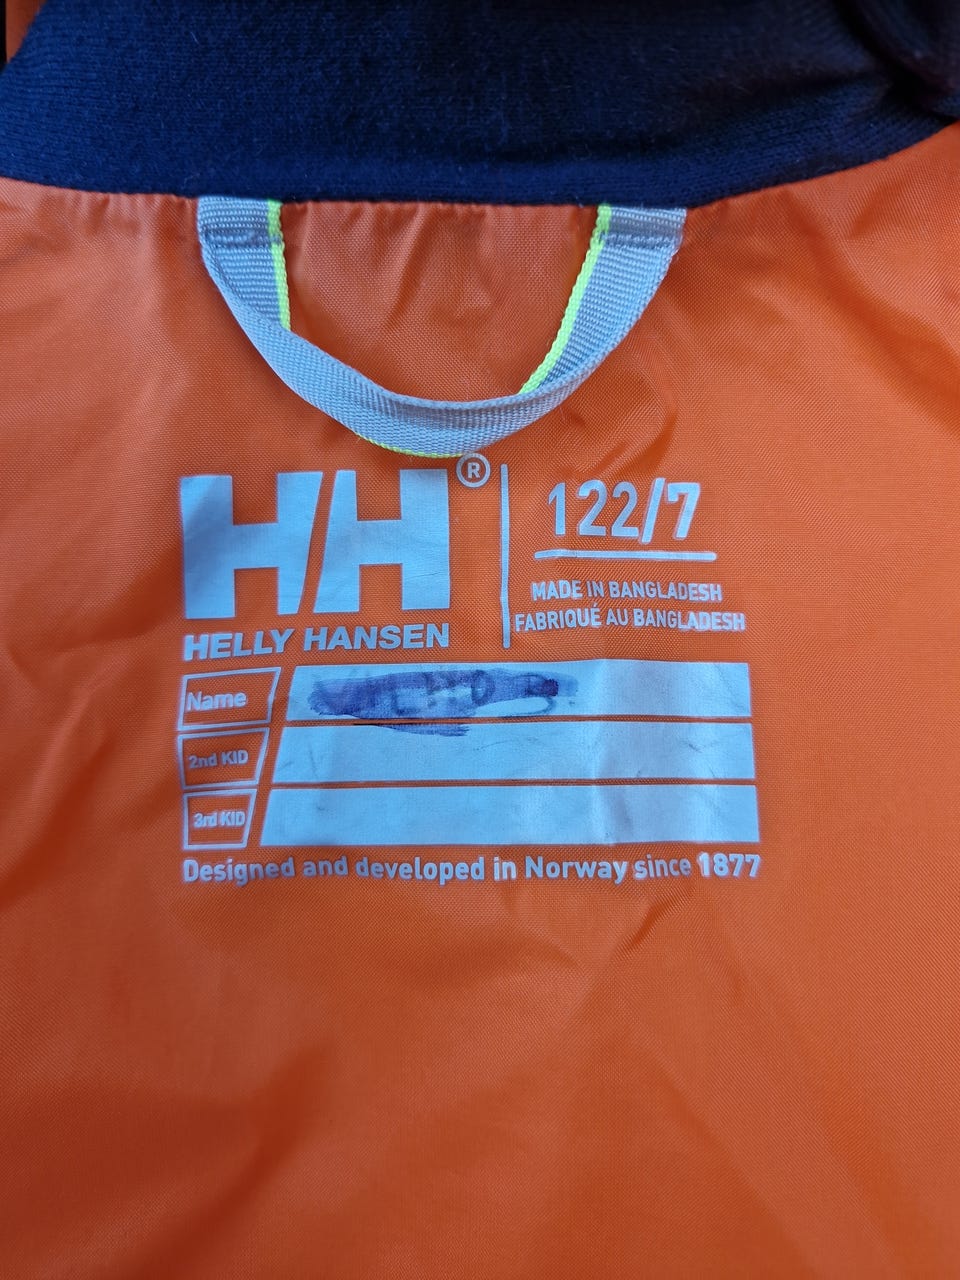 HH®
HELLY HANSEN
122/7
MADE IN BANGLADESH
FABRIQUÉ AU BANGLADESH
Name
2nd KID
3rd KID
Designed and developed in Norway since 1877